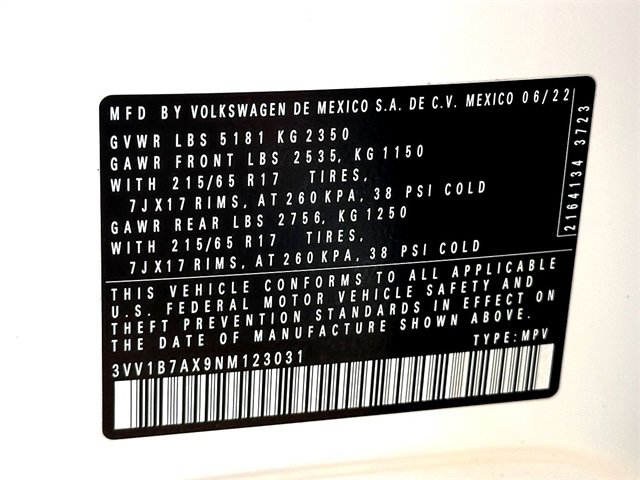 MFD BY VOLKSWAGEN DE MEXICO S.A. DE C.V. MEXICO 06/22
GVWR LBS 5181 KG 2350
GAWR FRONT LBS 2535, KG 1150
WITH 215/65 R17 TIRES,
7JX17 RIMS, AT 260 KPA, 38 PSI COLD
GAWR REAR LBS 2756, KG 1250
WITH 215/65 R17 TIRES,
7JX17 RIMS, AT 260 KPA, 38 PSI COLD
2164134 3723
THIS VEHICLE CONFORMS TO ALL APPLICABLE
U.S. FEDERAL MOTOR VEHICLE SAFETY AND
THEFT PREVENTION STANDARDS IN EFFECT ON
THE DATE OF MANUFACTURE SHOWN ABOVE.
TYPE:MPV
3VV1B7AX9NM123031